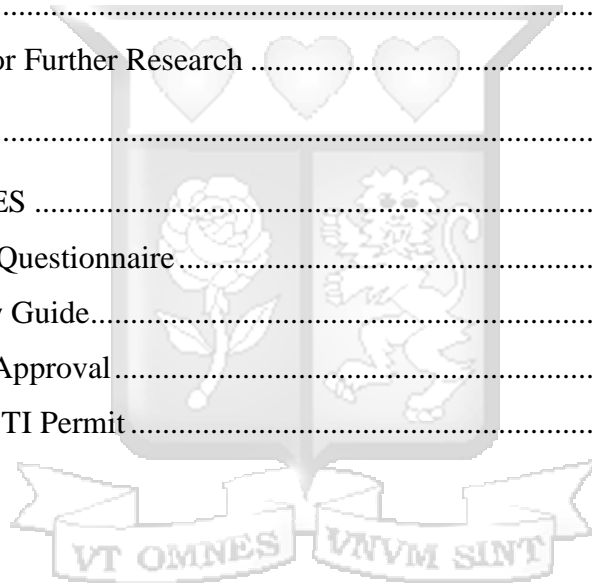 ................................................................
or Further Research ............................................
................................................................
ES .............................................................
Questionnaire...................................................
Guide...........................................................
Approval........................................................
TI Permit ......................................................
VT OMNES VNVM SINT